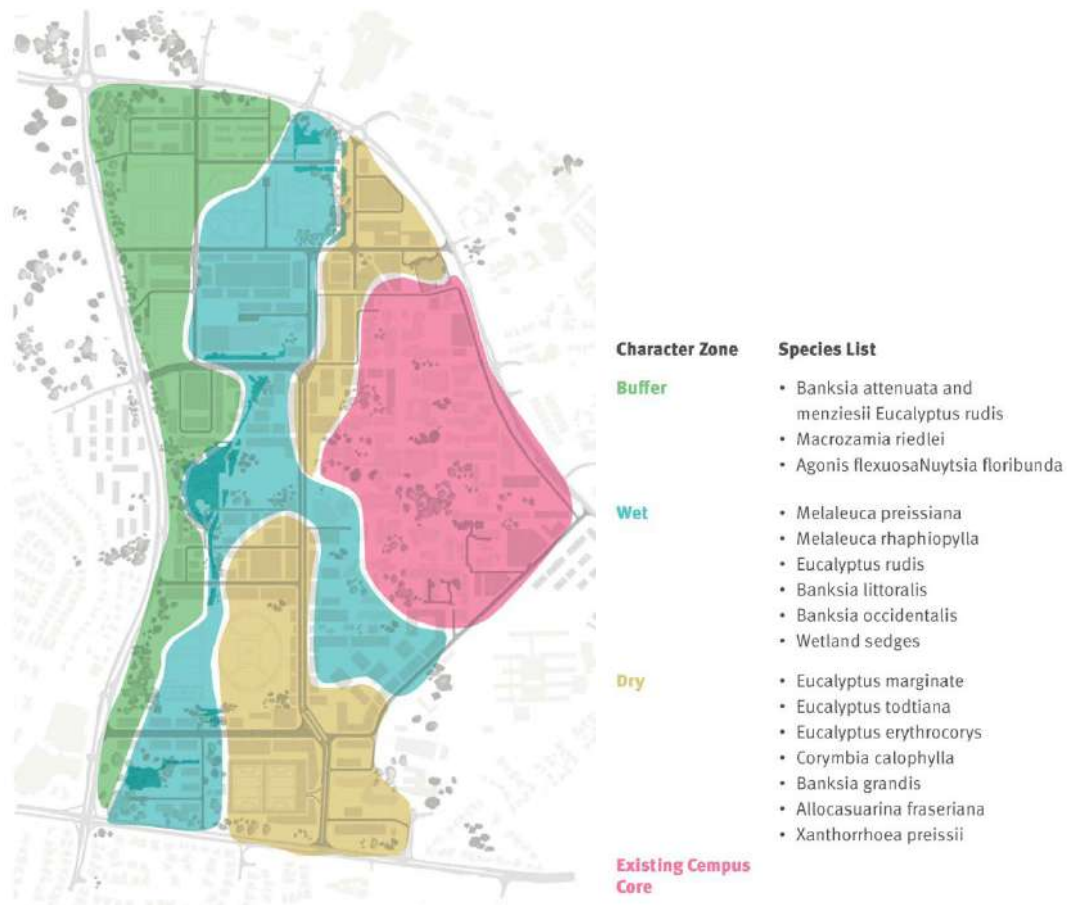 Character Zone Species List
Buffer
• Banksia attenuata and
menziesii Eucalyptus rudis
• Macrozamia riedlei
• Agonis flexuosaNuytsia floribunda
Wet
• Melaleuca preissiana
• Melaleuca rhaphiopylla
• Eucalyptus rudis
• Banksia littoralis
• Banksia occidentalis
• Wetland sedges
Dry
• Eucalyptus marginate
• Eucalyptus todtiana
• Eucalyptus erythrocorys
• Corymbia calophylla
• Banksia grandis
• Allocasuarina fraseriana
• Xanthorrhoea preissii
Existing Cempus
Core